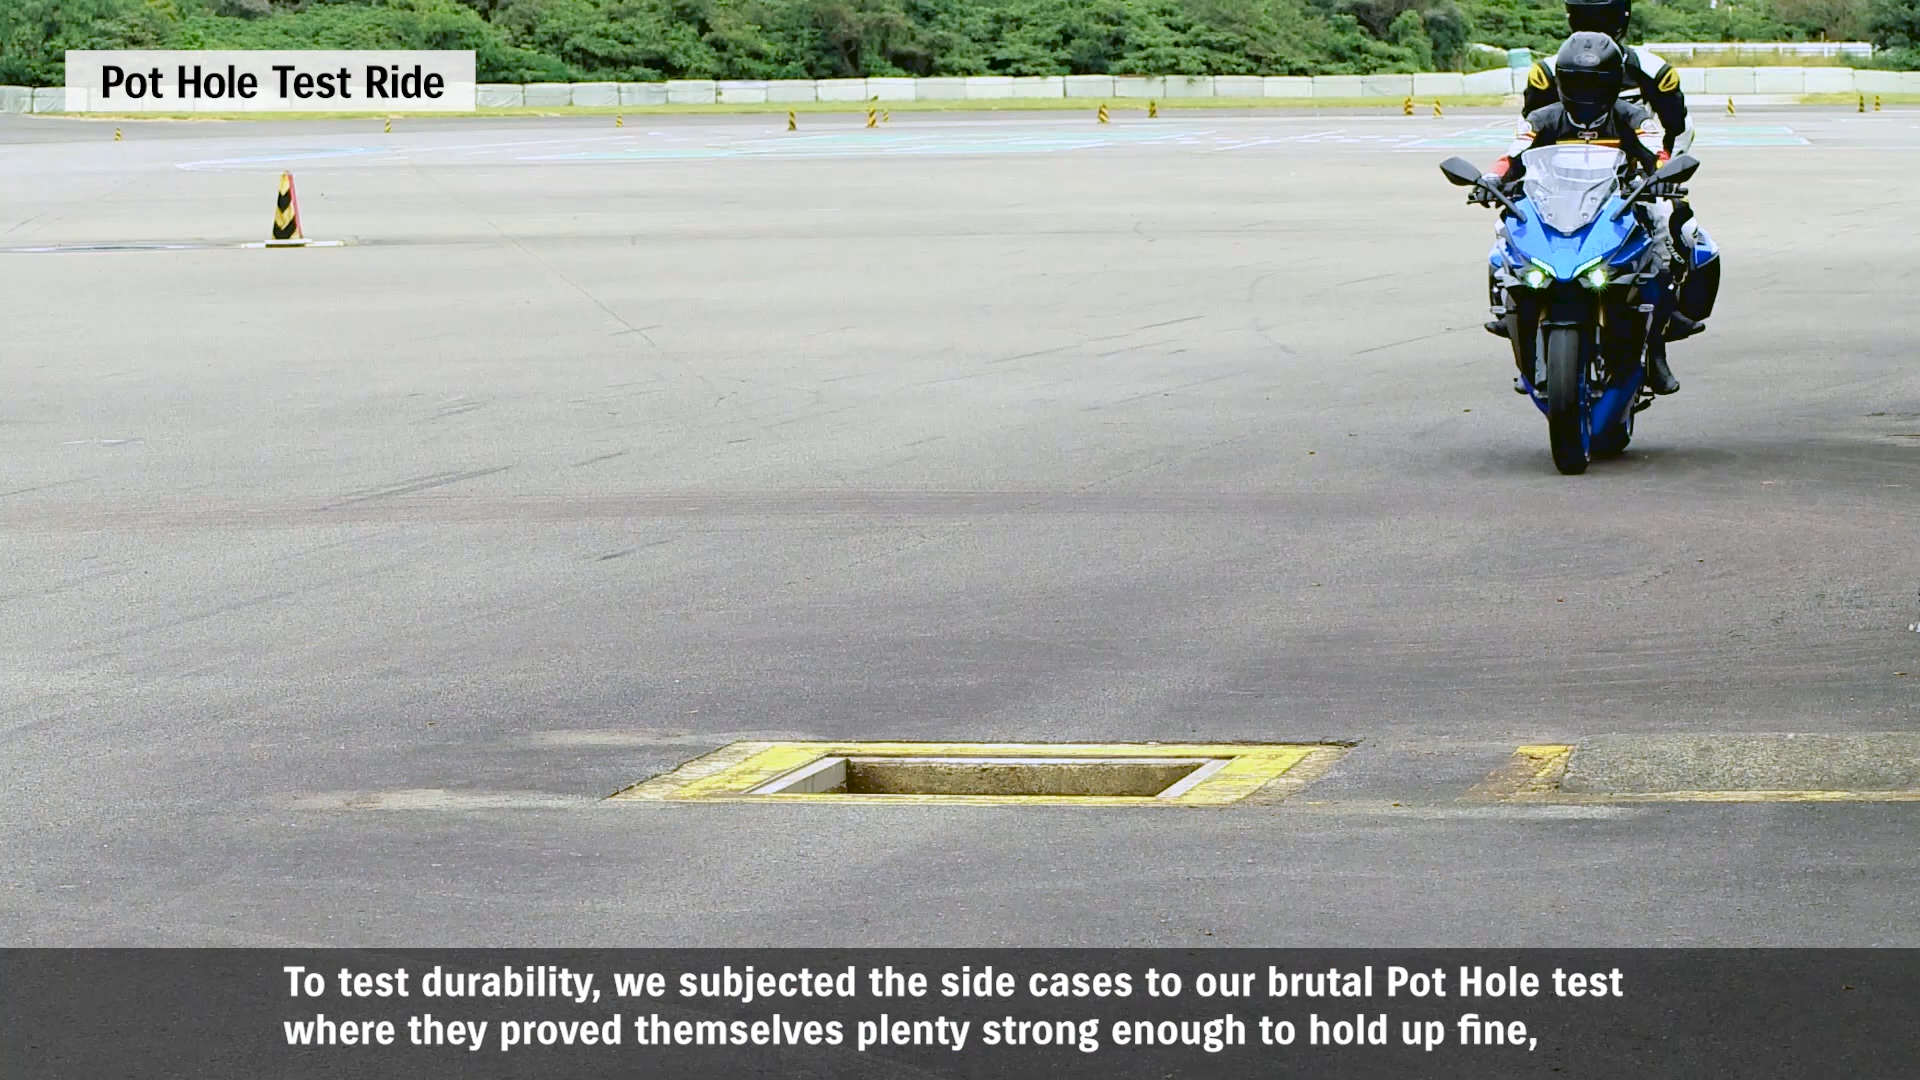 Pot Hole Test Ride
To test durability, we subjected the side cases to our brutal Pot Hole test
where they proved themselves plenty strong enough to hold up fine,